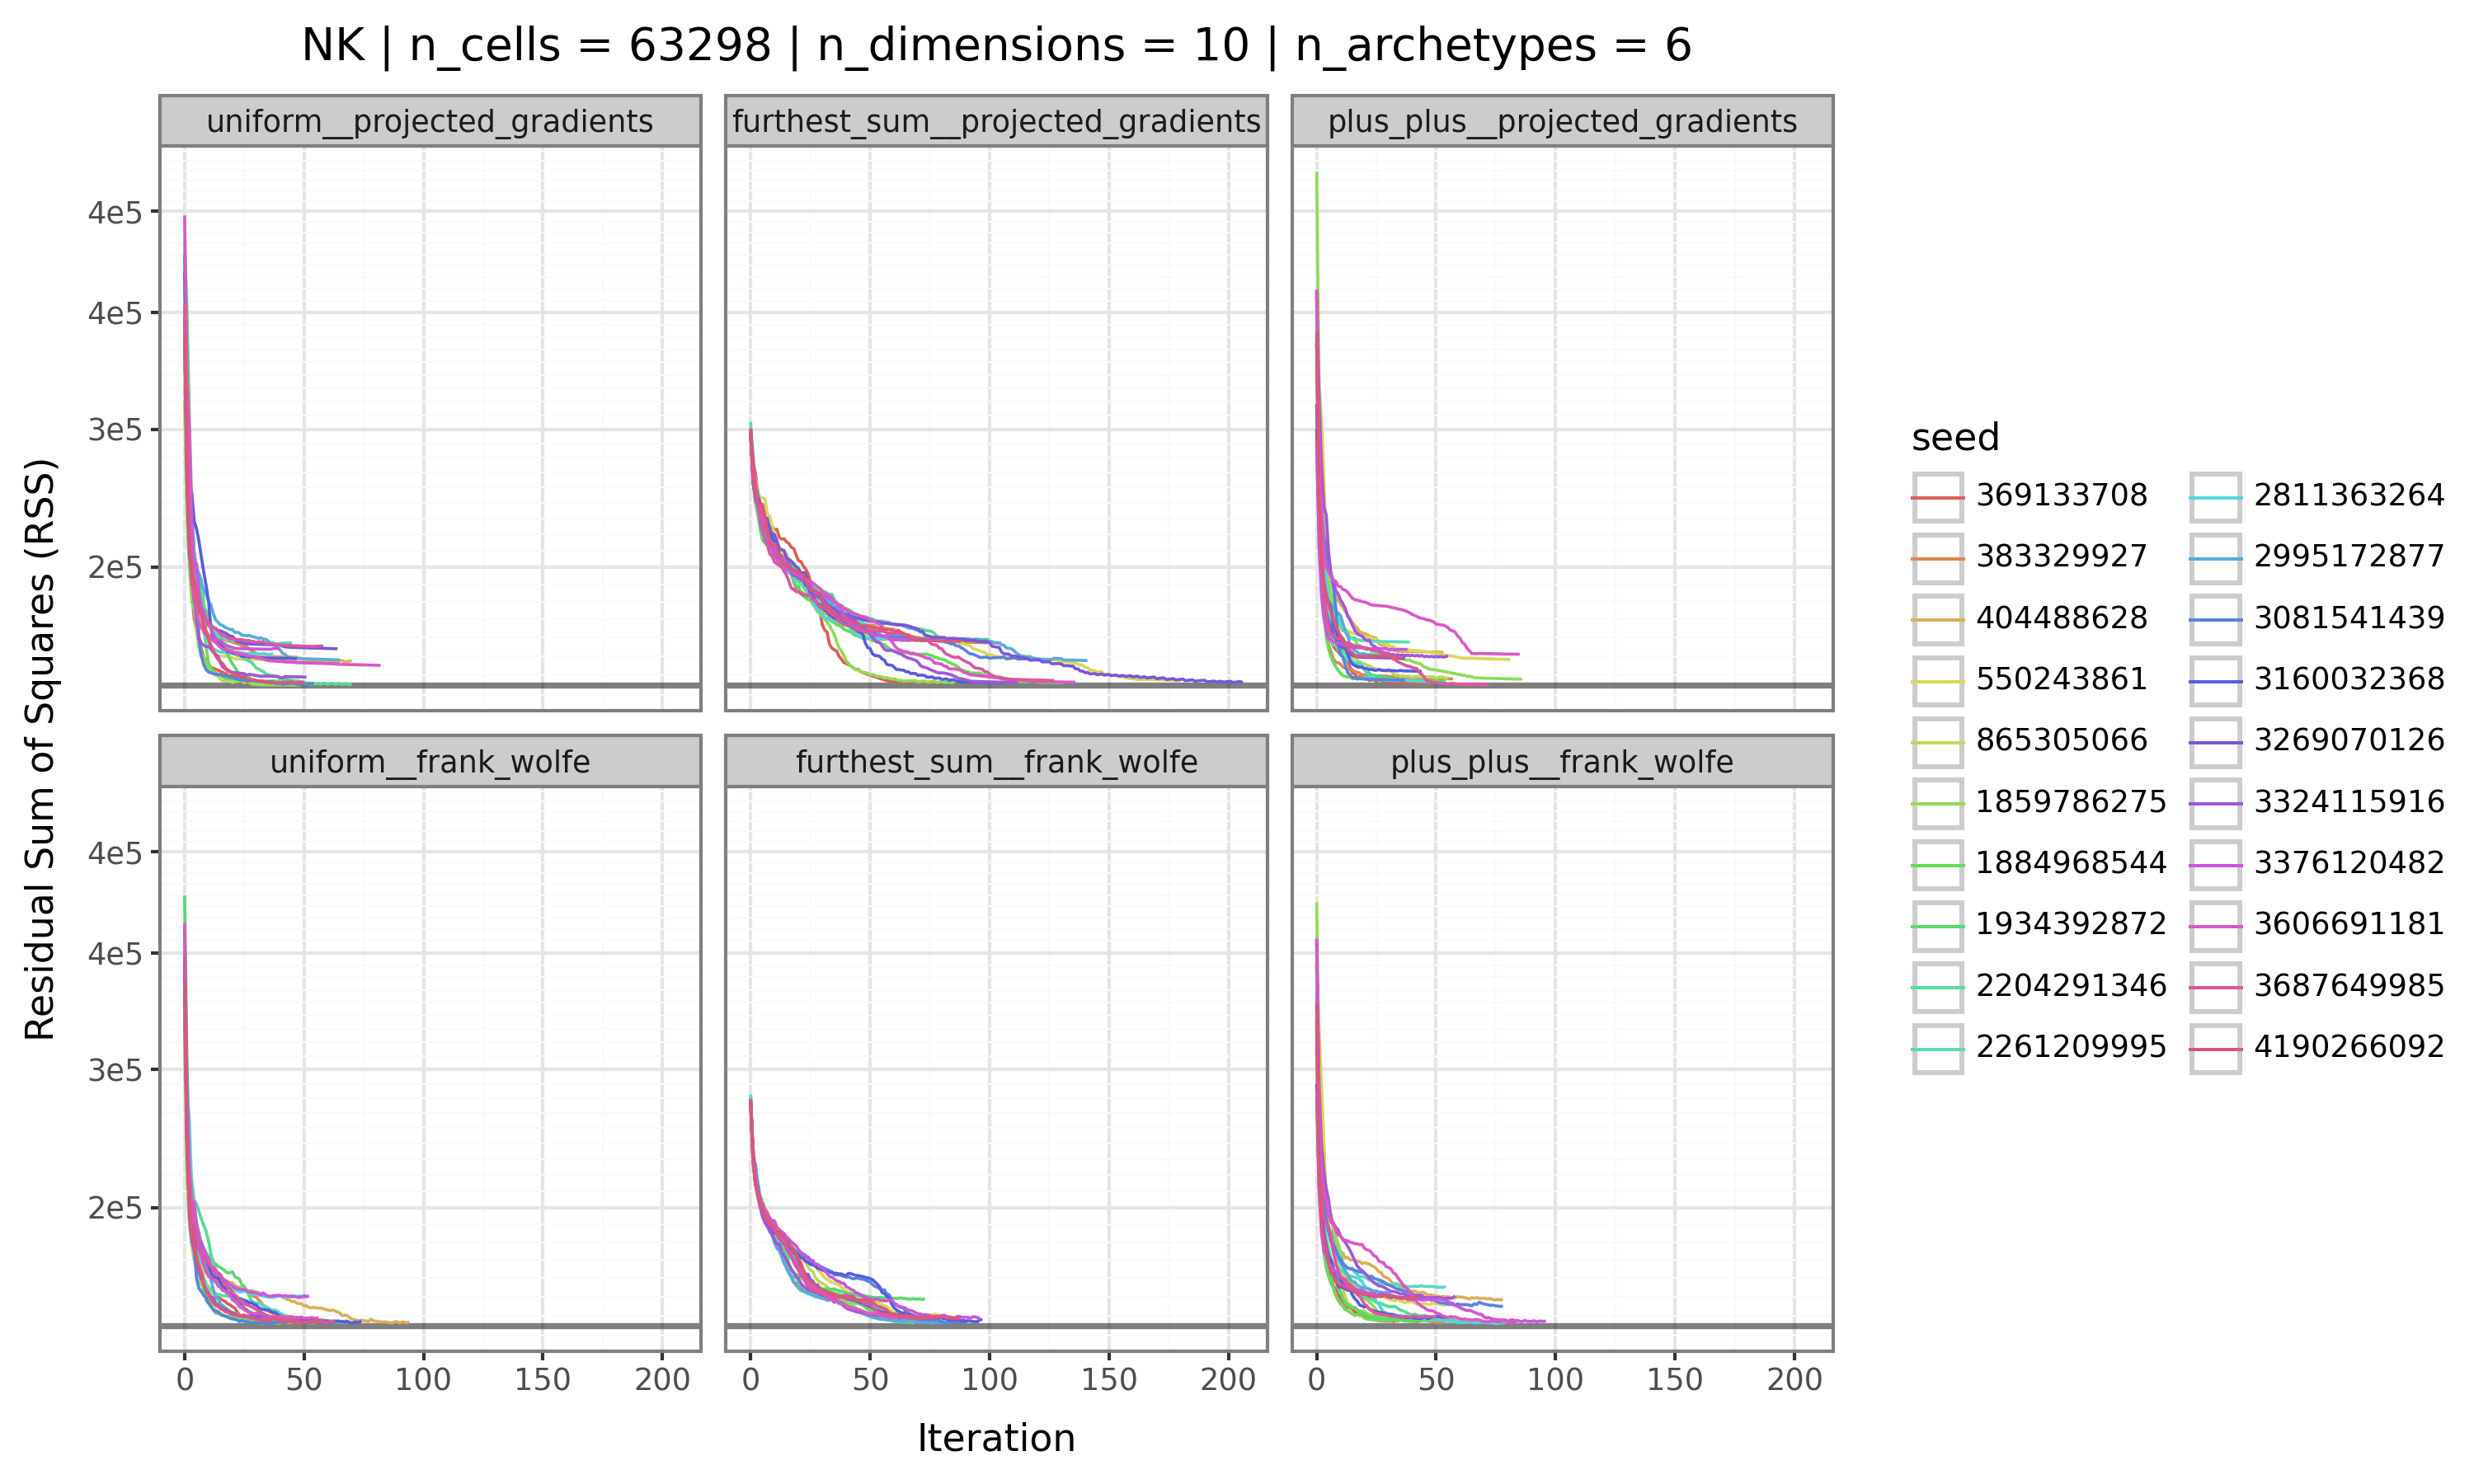 NK | n_cells = 63298 | n_dimensions = 10 | n_archetypes = 6
uniform__projected_gradients
furthest_sum__projected_gradients
plus_plus__projected_gradients
4e5
4e5
3e5
2e5
uniform__frank_wolfe
furthest_sum__frank_wolfe
plus_plus__frank_wolfe
4e5
4e5
3e5
2e5
0 50 100 150 200
0 50 100 150 200
0 50 100 150 200
Iteration
Residual Sum of Squares (RSS)
seed
369133708
383329927
404488628
550243861
865305066
1859786275
1884968544
1934392872
2204291346
2261209995
2811363264
2995172877
3081541439
3160032368
3269070126
3324115916
3376120482
3606691181
3687649985
4190266092